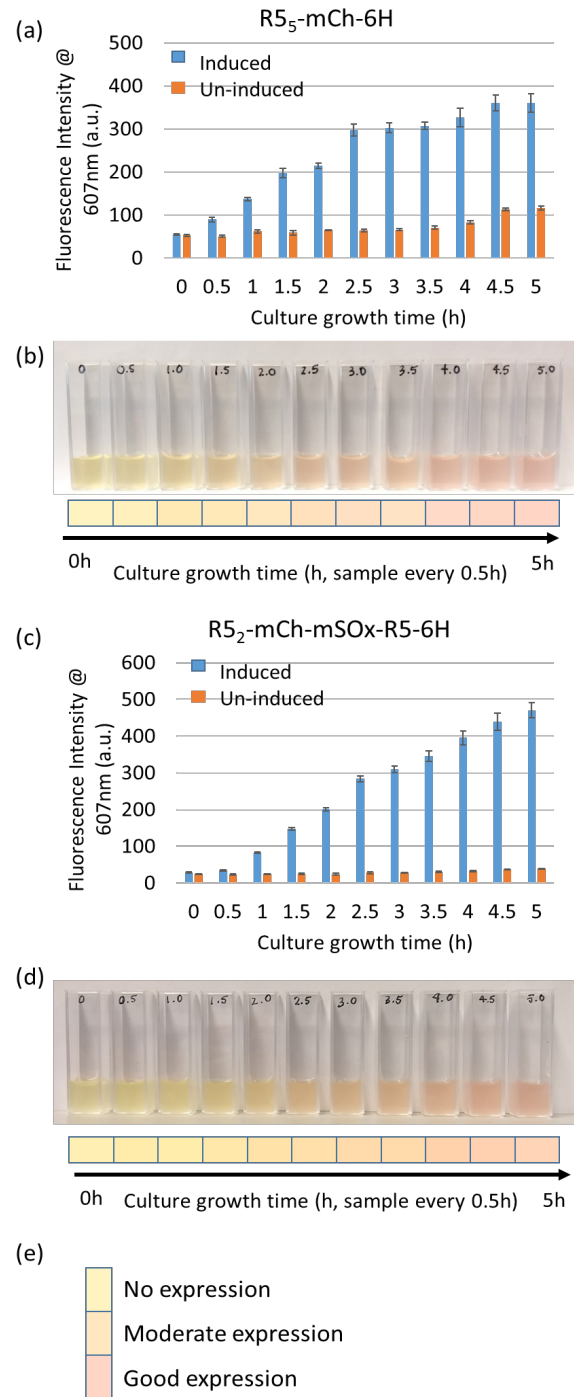 (a)
R5₅-mCh-6H
Fluorescence Intensity @
607nm (a.u.)
500
400
300
200
100
0
Induced
Un-induced
0 0.5 1 1.5 2 2.5 3 3.5 4 4.5 5
Culture growth time (h)
(b)
0 0.5 1.0 1.5 2.0 2.5 3.0 3.5 4.0 4.5 5.0
0h
5h
Culture growth time (h, sample every 0.5h)
(c)
R5₂-mCh-mSOx-R5-6H
Fluorescence Intensity @
607nm (a.u.)
600
500
400
300
200
100
0
Induced
Un-induced
0 0.5 1 1.5 2 2.5 3 3.5 4 4.5 5
Culture growth time (h)
(d)
0 0.5 1.0 1.5 2.0 2.5 3.0 3.5 4.0 4.5 5.0
0h
5h
Culture growth time (h, sample every 0.5h)
(e)
No expression
Moderate expression
Good expression